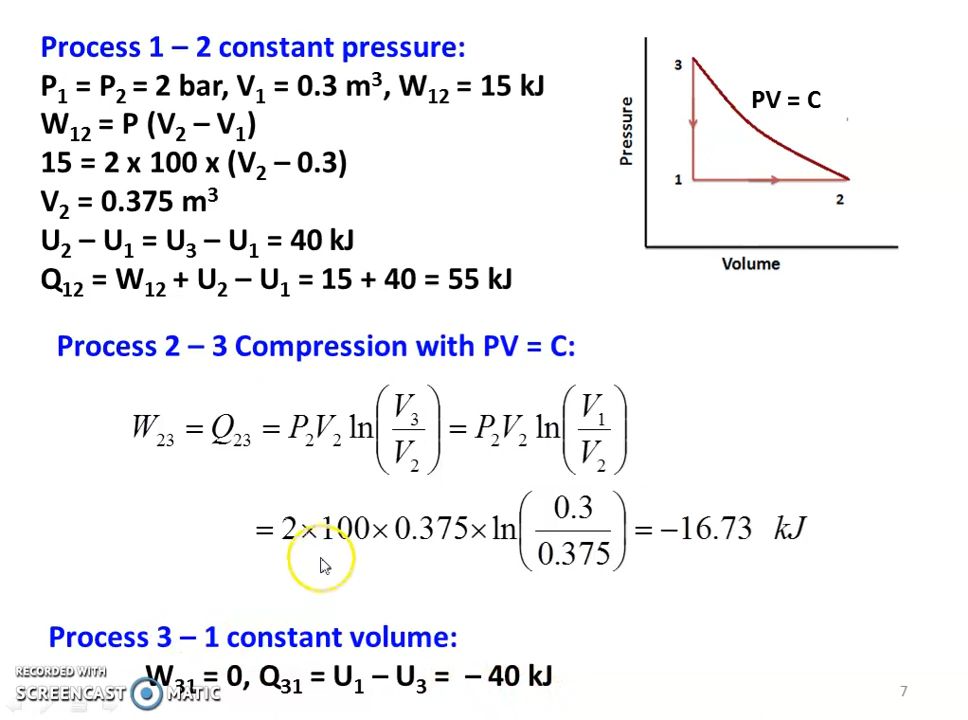 Process 1 – 2 constant pressure:
P₁ = P₂ = 2 bar, V₁ = 0.3 m³, W₁₂ = 15 kJ
W₁₂ = P (V₂ – V₁)
15 = 2 x 100 x (V₂ – 0.3)
V₂ = 0.375 m³
U₂ – U₁ = U₃ – U₁ = 40 kJ
Q₁₂ = W₁₂ + U₂ – U₁ = 15 + 40 = 55 kJ
3
PV = C
Pressure
1
2
Volume
Process 2 – 3 Compression with PV = C:
W₂₃ = Q₂₃ = P₂V₂ ln(V₃/V₂) = P₂V₂ ln(V₁/V₂)
= 2×100×0.375×ln(0.3/0.375) = −16.73 kJ
Process 3 – 1 constant volume:
W₃₁ = 0, Q₃₁ = U₁ – U₃ = – 40 kJ
RECORDED WITH
SCREENCAST MATIC
7